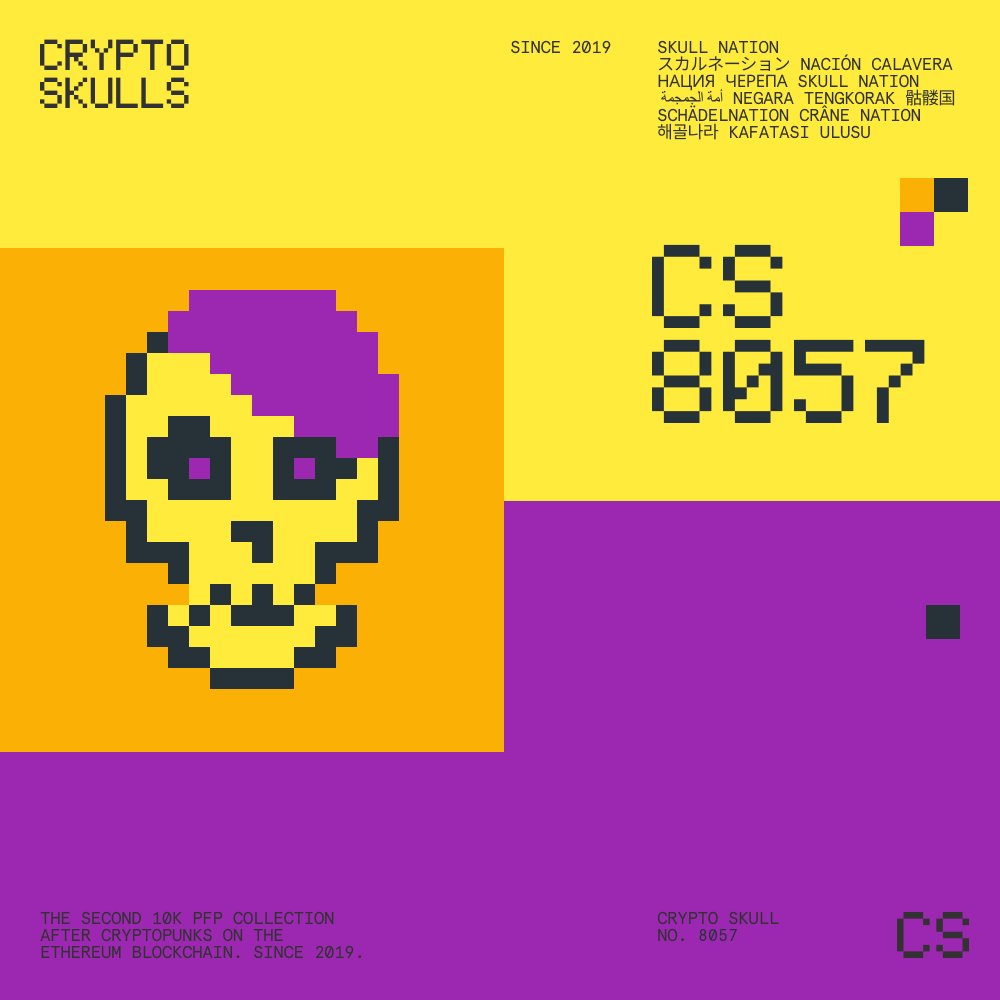 CRYPTO
SKULLS
SINCE 2019
SKULL NATION
スカルネーション NACIÓN CALAVERA
НАЦИЯ ЧЕРЕПА SKULL NATION
أمة الجمجمة NEGARA TENGKORAK 骷髅国
SCHÄDELNATION CRÂNE NATION
해골나라 KAFATASI ULUSU
CS
8057
THE SECOND 10K PFP COLLECTION
AFTER CRYPTOPUNKS ON THE
ETHEREUM BLOCKCHAIN. SINCE 2019.
CRYPTO SKULL
NO. 8057
CS